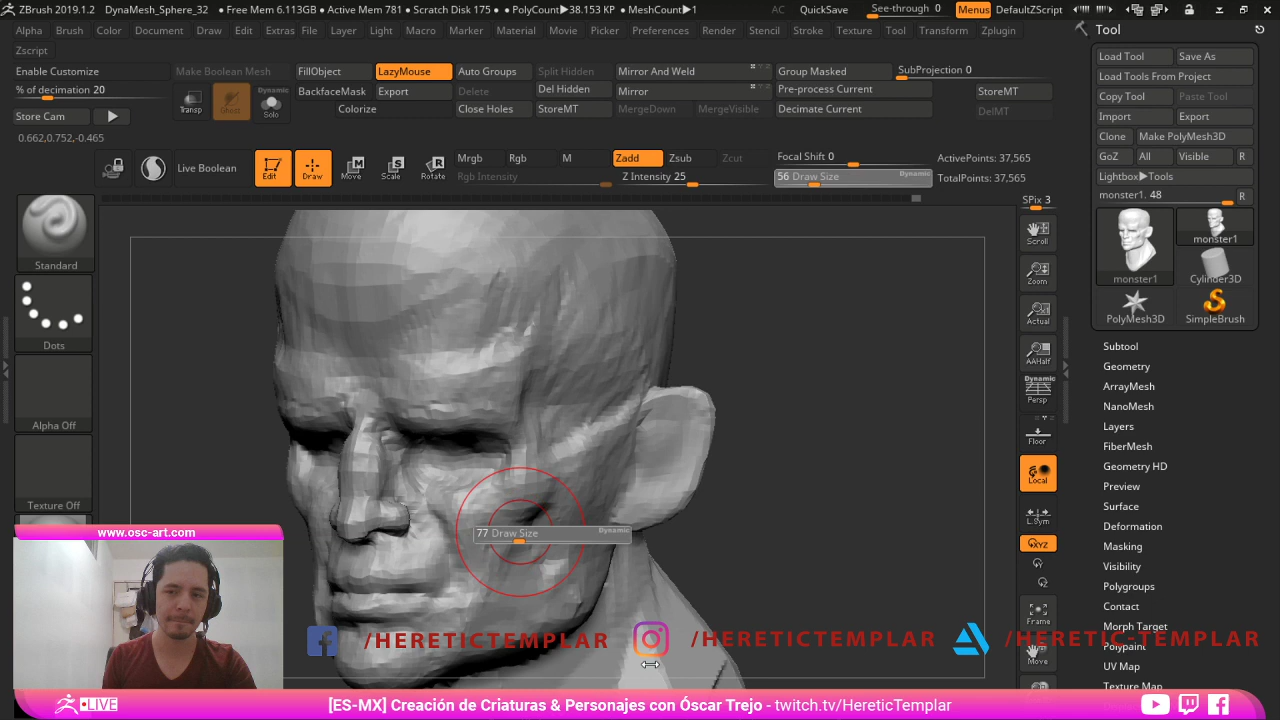 ZBrush 2019.1.2 DynaMesh_Sphere_32 • Free Mem 6.113GB • Active Mem 781 • Scratch Disk 175 • PolyCount▶38.153 KP • MeshCount▶1 AC QuickSave See-through 0 Menus DefaultZScript
Alpha Brush Color Document Draw Edit Extras File Layer Light Macro Marker Material Movie Picker Preferences Render Stencil Stroke Texture Tool Transform Zplugin
Zscript
Enable Customize Make Boolean Mesh FillObject LazyMouse Auto Groups Split Hidden Mirror And Weld Group Masked SubProjection 0
% of decimation 20 Transp Ghost Dynamic Solo BackfaceMask Export Delete Del Hidden Mirror Pre-process Current StoreMT
Store Cam Colorize Close Holes StoreMT MergeDown MergeVisible Decimate Current DelMT
0.662,0.752,-0.465
Live Boolean Edit Draw Move Scale Rotate Mrgb Rgb M Zadd Zsub Zcut Focal Shift 0 ActivePoints: 37,565
Rgb Intensity Z Intensity 25 56 Draw Size Dynamic TotalPoints: 37,565
Standard
Dots
Alpha Off
Texture Off
77 Draw Size Dynamic
SPix 3
Scroll
Zoom
Actual
AAHalf
Dynamic
Persp
Floor
Local
L.Sym
XYZ
Frame
Move
Tool
Load Tool Save As
Load Tools From Project
Copy Tool Paste Tool
Import Export
Clone Make PolyMesh3D
GoZ All Visible R
Lightbox▶Tools
monster1. 48 R
monster1 monster1
Cylinder3D
PolyMesh3D SimpleBrush
Subtool
Geometry
ArrayMesh
NanoMesh
Layers
FiberMesh
Geometry HD
Preview
Surface
Deformation
Masking
Visibility
Polygroups
Contact
Morph Target
Polypaint
UV Map
Texture Map
www.osc-art.com
/HERETICTEMPLAR /HERETICTEMPLAR /HERETIC-TEMPLAR
LIVE [ES-MX] Creación de Criaturas & Personajes con Óscar Trejo - twitch.tv/HereticTemplar